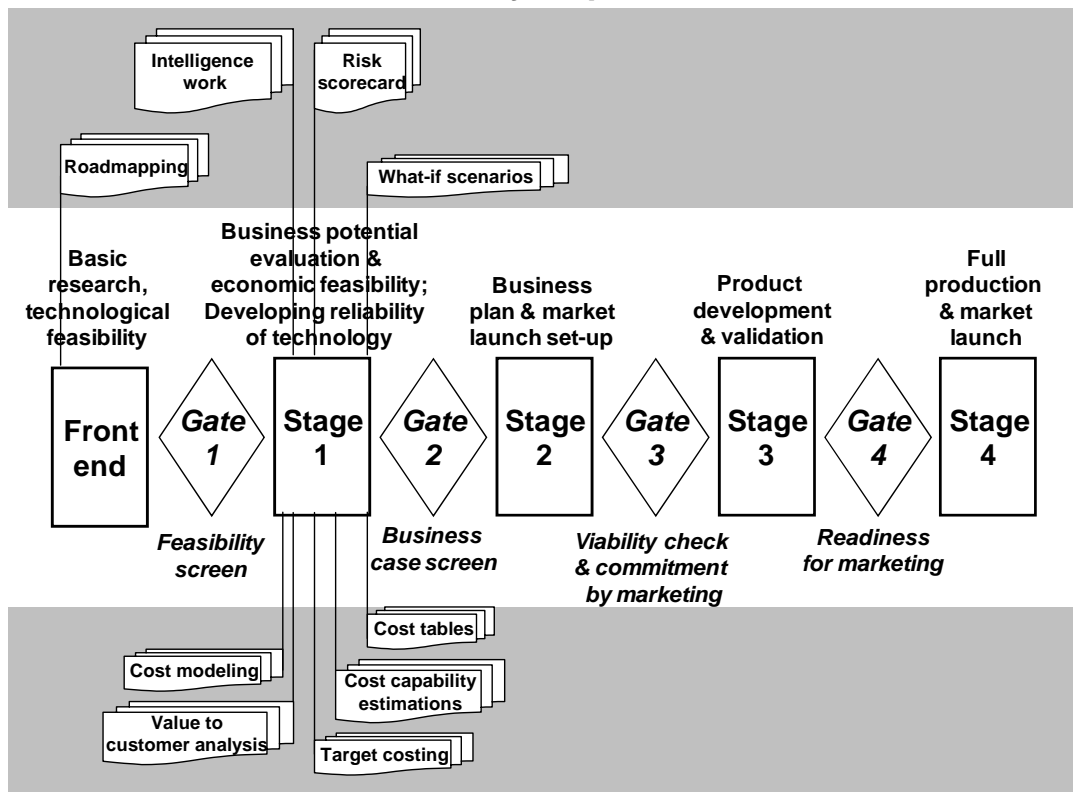 Intelligence
work
Risk
scorecard
Roadmapping
What-if scenarios
Basic
research,
technological
feasibility
Business potential
evaluation &
economic feasibility;
Developing reliability
of technology
Business
plan & market
launch set-up
Product
development
& validation
Full
production
& market
launch
Front
end
Gate
1
Stage
1
Gate
2
Stage
2
Gate
3
Stage
3
Gate
4
Stage
4
Feasibility
screen
Business
case screen
Viability check
& commitment
by marketing
Readiness
for marketing
Cost tables
Cost modeling
Cost capability
estimations
Value to
customer analysis
Target costing